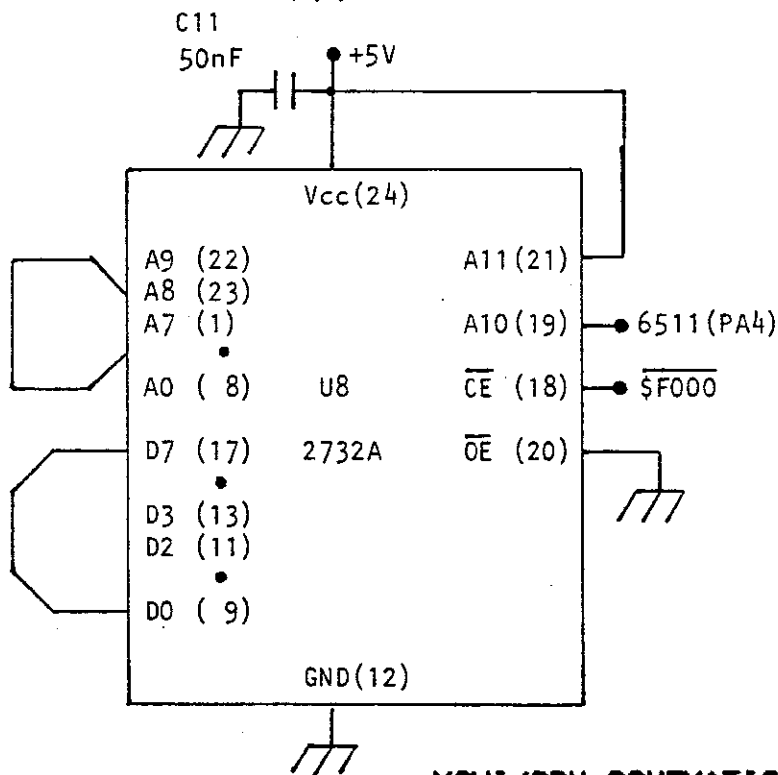 C11
50nF
+5V
Vcc(24)
A9 (22)
A11(21)
A8 (23)
A7 (1)
A10(19)
6511(PA4)
A0 ( 8)
U8
CE (18)
$F000
D7 (17)
2732A
OE (20)
D3 (13)
D2 (11)
D0 ( 9)
GND(12)